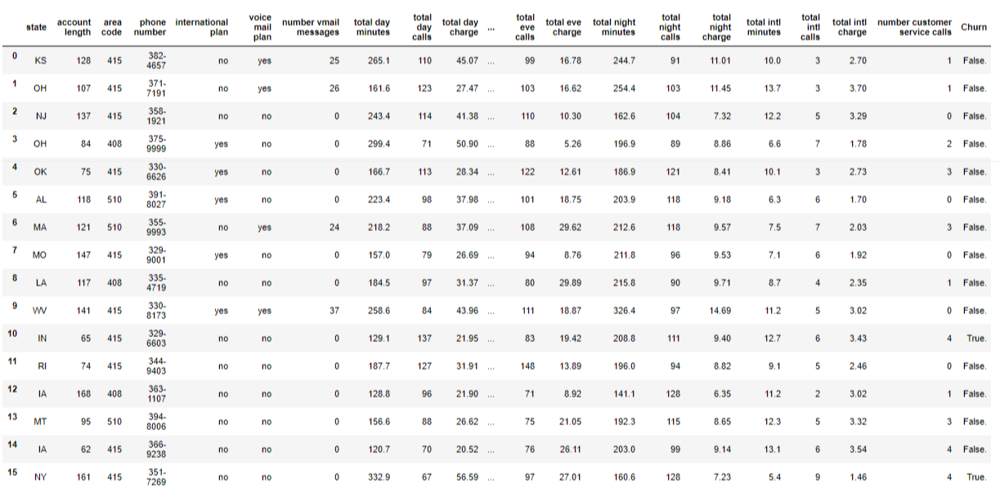 state account length area code phone number international plan voice mail plan number vmail messages total day minutes total day calls total day charge ... total eve calls total eve charge total night minutes total night calls total night charge total intl minutes total intl calls total intl charge number customer service calls Churn
0 KS 128 415 382-4657 no yes 25 265.1 110 45.07 ... 99 16.78 244.7 91 11.01 10.0 3 2.70 1 False.
1 OH 107 415 371-7191 no yes 26 161.6 123 27.47 ... 103 16.62 254.4 103 11.45 13.7 3 3.70 1 False.
2 NJ 137 415 358-1921 no no 0 243.4 114 41.38 ... 110 10.30 162.6 104 7.32 12.2 5 3.29 0 False.
3 OH 84 408 375-9999 yes no 0 299.4 71 50.90 ... 88 5.26 196.9 89 8.86 6.6 7 1.78 2 False.
4 OK 75 415 330-6626 yes no 0 166.7 113 28.34 ... 122 12.61 186.9 121 8.41 10.1 3 2.73 3 False.
5 AL 118 510 391-8027 yes no 0 223.4 98 37.98 ... 101 18.75 203.9 118 9.18 6.3 6 1.70 0 False.
6 MA 121 510 355-9993 no yes 24 218.2 88 37.09 ... 108 29.62 212.6 118 9.57 7.5 7 2.03 3 False.
7 MO 147 415 329-9001 yes no 0 157.0 79 26.69 ... 94 8.76 211.8 96 9.53 7.1 6 1.92 0 False.
8 LA 117 408 335-4719 no no 0 184.5 97 31.37 ... 80 29.89 215.8 90 9.71 8.7 4 2.35 1 False.
9 WV 141 415 330-8173 yes yes 37 258.6 84 43.96 ... 111 18.87 326.4 97 14.69 11.2 5 3.02 0 False.
10 IN 65 415 329-6603 no no 0 129.1 137 21.95 ... 83 19.42 208.8 111 9.40 12.7 6 3.43 4 True.
11 RI 74 415 344-9403 no no 0 187.7 127 31.91 ... 148 13.89 196.0 94 8.82 9.1 5 2.46 0 False.
12 IA 168 408 363-1107 no no 0 128.8 96 21.90 ... 71 8.92 141.1 128 6.35 11.2 2 3.02 1 False.
13 MT 95 510 394-8006 no no 0 156.6 88 26.62 ... 75 21.05 192.3 115 8.65 12.3 5 3.32 3 False.
14 IA 62 415 366-9238 no no 0 120.7 70 20.52 ... 76 26.11 203.0 99 9.14 13.1 6 3.54 4 False.
15 NY 161 415 351-7269 no no 0 332.9 67 56.59 ... 97 27.01 160.6 128 7.23 5.4 9 1.46 4 True.